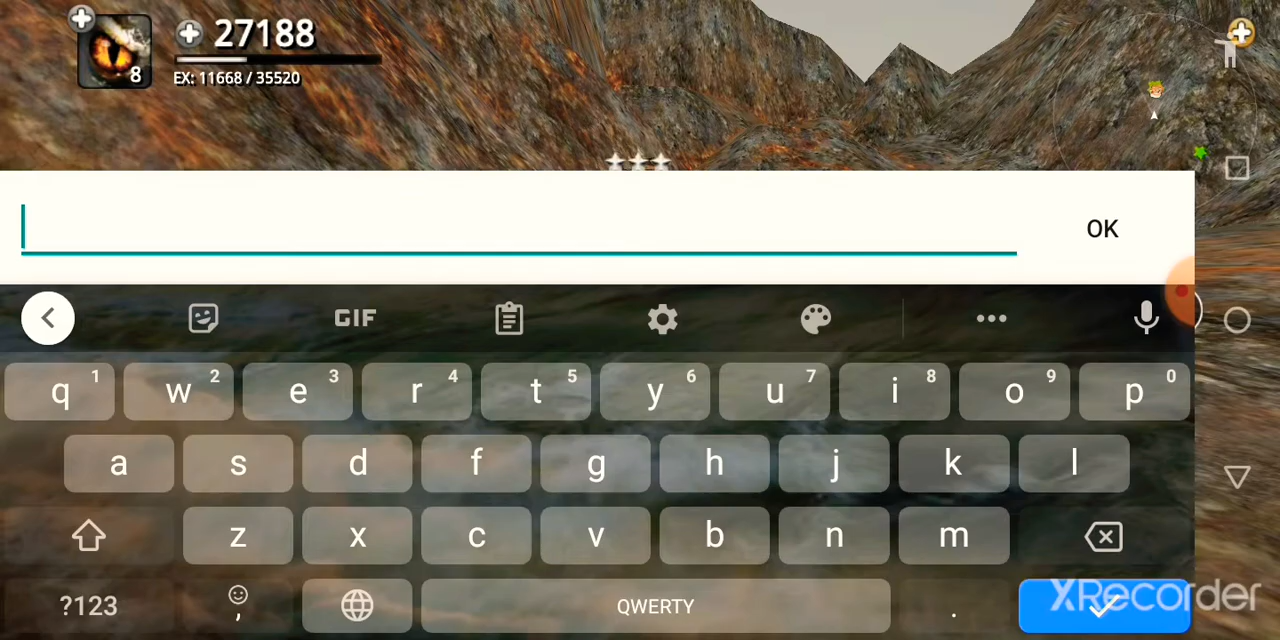 27188
8
EX: 11668 / 35520
OK
GIF
q 1 w 2 e 3 r 4 t 5 y 6 u 7 i 8 o 9 p 0
a s d f g h j k l
z x c v b n m
?123 , QWERTY .
XRecorder